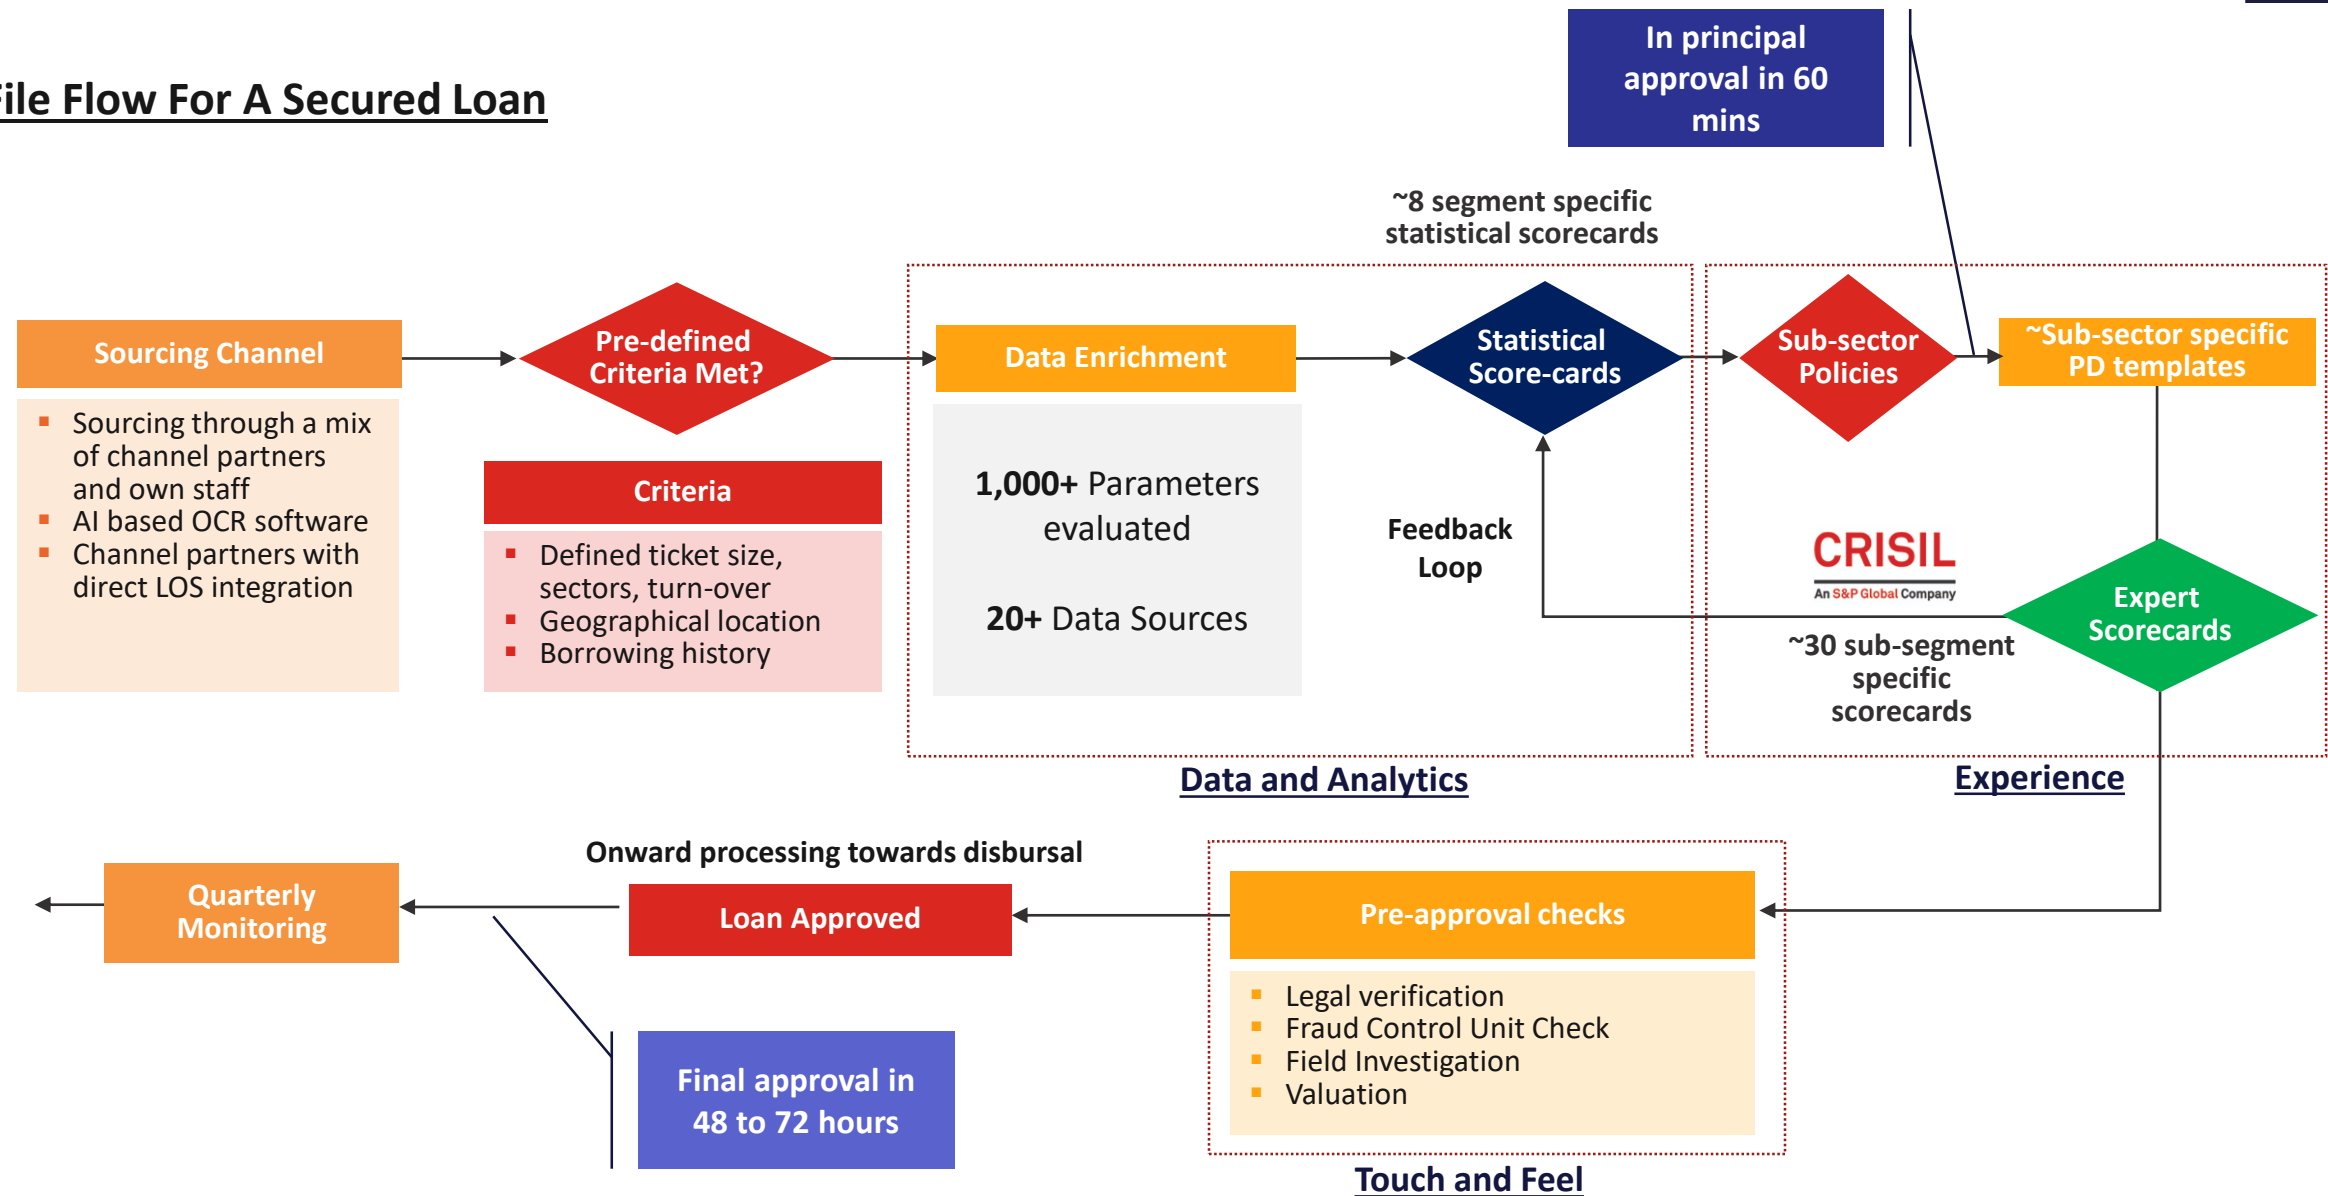 In principal
approval in 60
mins
File Flow For A Secured Loan
~8 segment specific
statistical scorecards
Sourcing Channel
Pre-defined
Criteria Met?
Data Enrichment
Statistical
Score-cards
Sub-sector
Policies
~Sub-sector specific
PD templates
▪ Sourcing through a mix
of channel partners
and own staff
▪ AI based OCR software
▪ Channel partners with
direct LOS integration
Criteria
▪ Defined ticket size,
sectors, turn-over
▪ Geographical location
▪ Borrowing history
1,000+ Parameters
evaluated
20+ Data Sources
Feedback
Loop
CRISIL
An S&P Global Company
~30 sub-segment
specific
scorecards
Expert
Scorecards
Data and Analytics
Experience
Onward processing towards disbursal
Quarterly
Monitoring
Loan Approved
Pre-approval checks
▪ Legal verification
▪ Fraud Control Unit Check
▪ Field Investigation
▪ Valuation
Final approval in
48 to 72 hours
Touch and Feel